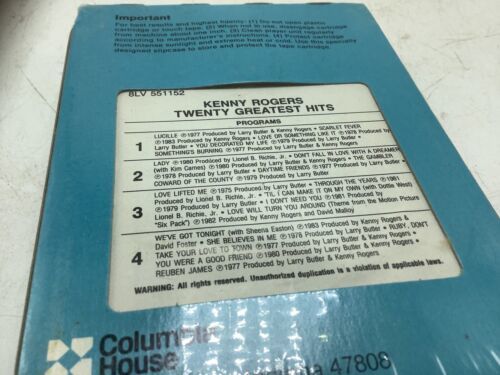 Important
For best results and highest fidelity: (1) Do not open plastic
cartridge or touch tape. (2) When not in use, disengage cartridge
from machine about one inch. (3) Clean player unit regularly
according to manufacturer's instructions. (4) Protect cartridge
from intense sunlight and extreme heat or cold. Use this specially
designed slipcase to store and protect the tape cartridge.
8LV 551152
KENNY ROGERS
TWENTY GREATEST HITS
PROGRAMS
1
LUCILLE ℗1977 Produced by Larry Butler & Kenny Rogers • SCARLET FEVER
℗1983 Produced by Kenny Rogers • LOVE OR SOMETHING LIKE IT ℗1978 Produced by
Larry Butler • YOU DECORATED MY LIFE ℗1979 Produced by Larry Butler •
SOMETHING'S BURNING ℗1977 Produced by Larry Butler
2
LADY ℗1980 Produced by Lionel B. Richie, Jr. • DON'T FALL IN LOVE WITH A DREAMER
(with Kim Carnes) ℗1980 Produced by Larry Butler & Kenny Rogers • THE GAMBLER
℗1978 Produced by Larry Butler • DAYTIME FRIENDS ℗1977 Produced by Larry Butler •
COWARD OF THE COUNTY ℗1979 Produced by Larry Butler
3
LOVE LIFTED ME ℗1975 Produced by Larry Butler • THROUGH THE YEARS ℗1981
Produced by Lionel B. Richie, Jr. • 'TIL I CAN MAKE IT ON MY OWN (with Dottie West)
℗1979 Produced by Larry Butler • I DON'T NEED YOU ℗1981 Produced by
Lionel B. Richie, Jr. • LOVE WILL TURN YOU AROUND (Theme from the Motion Picture
"Six Pack") ℗1982 Produced by Kenny Rogers and David Malloy
4
WE'VE GOT TONIGHT (with Sheena Easton) ℗1983 Produced by Kenny Rogers &
David Foster • SHE BELIEVES IN ME ℗1978 Produced by Larry Butler • RUBY, DON'T
TAKE YOUR LOVE TO TOWN ℗1977 Produced by Larry Butler & Kenny Rogers •
YOU WERE A GOOD FRIEND ℗1980 Produced by Larry Butler & Kenny Rogers •
REUBEN JAMES ℗1977 Produced by Larry Butler
WARNING: All rights reserved. Unauthorized duplication is a violation of applicable laws.
Columbia
House
47808